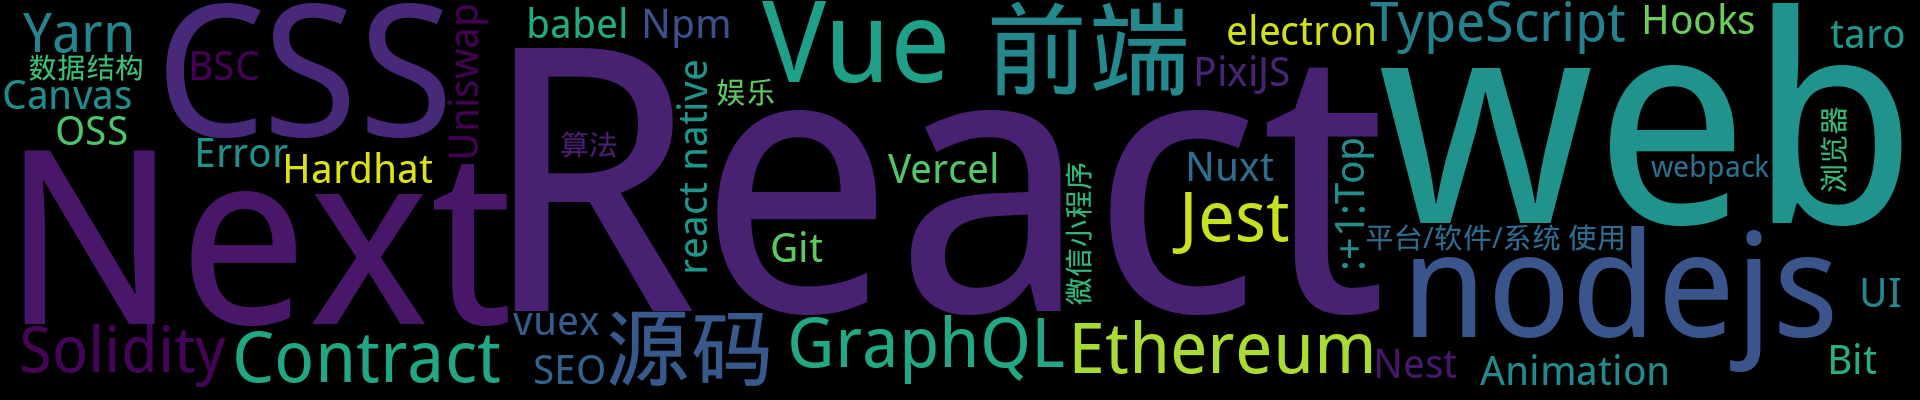 Yarn
CSS
Uniswap
babel
Npm
Vue
前端
electron
TypeScript
Hooks
web
taro
数据结构
BSC
Canvas
OSS
React
react native
娱乐
PixiJS
浏览器
Error
Hardhat
算法
Vercel
微信小程序
Nuxt
:+1:Top
webpack
Next
Git
Jest
平台/软件/系统 使用
nodejs
UI
Solidity
Contract
vuex
SEO
源码
GraphQL
Ethereum
Nest
Animation
Bit